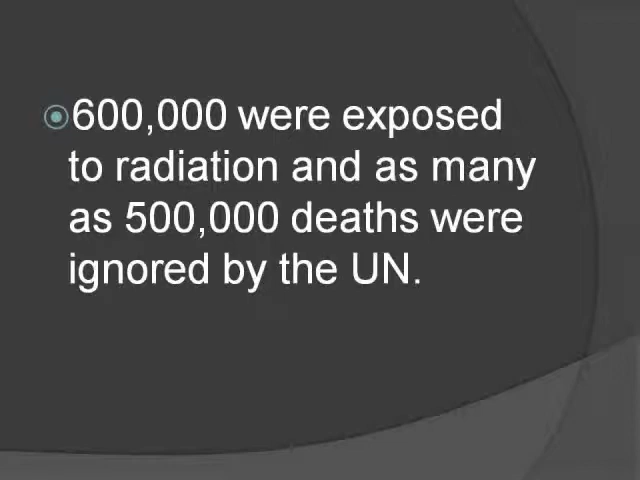 600,000 were exposed
to radiation and as many
as 500,000 deaths were
ignored by the UN.